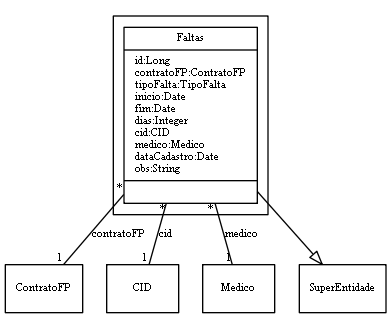 Faltas
id:Long
contratoFP:ContratoFP
tipoFalta:TipoFalta
inicio:Date
fim:Date
dias:Integer
cid:CID
medico:Medico
dataCadastro:Date
obs:String
* * *
contratoFP cid medico
1 1 1
ContratoFP CID Medico SuperEntidade